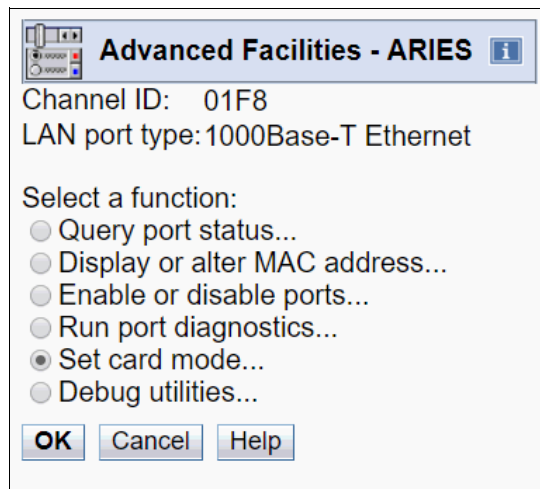 Advanced Facilities - ARIES i
Channel ID: 01F8
LAN port type: 1000Base-T Ethernet
Select a function:
Query port status...
Display or alter MAC address...
Enable or disable ports...
Run port diagnostics...
Set card mode...
Debug utilities...
OK Cancel Help